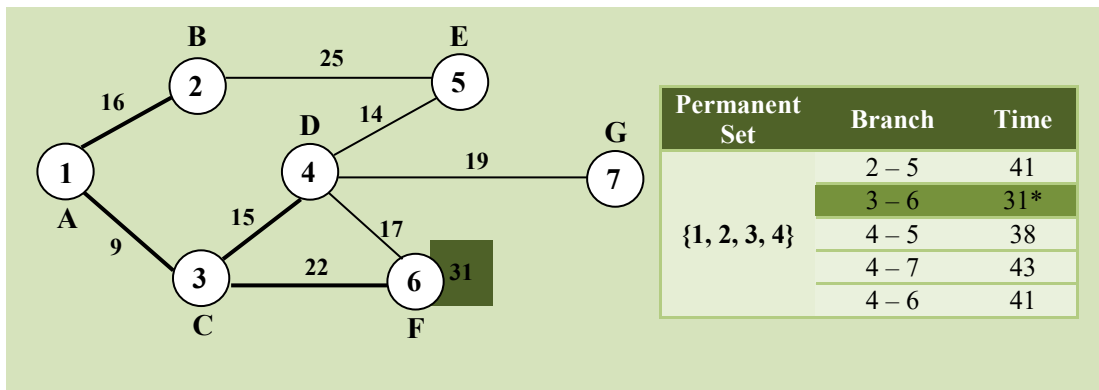 B
E
25
2
5
16
14
D
G
1
4
19
7
A
15
17
9
3
22
6
31
C
F
Permanent Set Branch Time
{1, 2, 3, 4}
2 – 5 41
3 – 6 31*
4 – 5 38
4 – 7 43
4 – 6 41